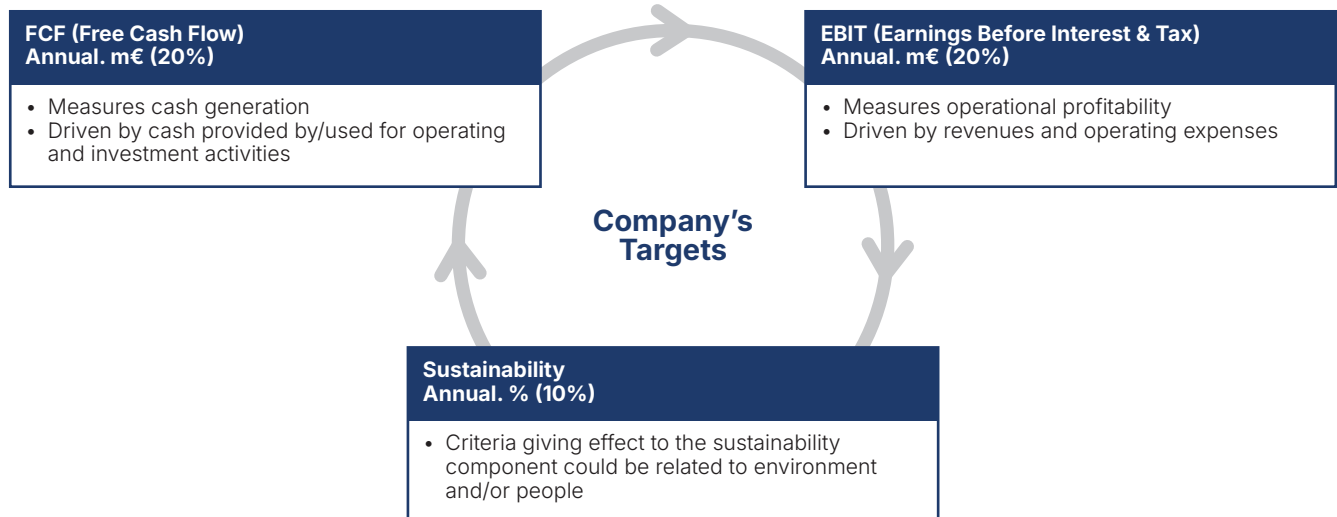 FCF (Free Cash Flow)
Annual. m€ (20%)
• Measures cash generation
• Driven by cash provided by/used for operating
and investment activities
EBIT (Earnings Before Interest & Tax)
Annual. m€ (20%)
• Measures operational profitability
• Driven by revenues and operating expenses
Company’s
Targets
Sustainability
Annual. % (10%)
• Criteria giving effect to the sustainability
component could be related to environment
and/or people